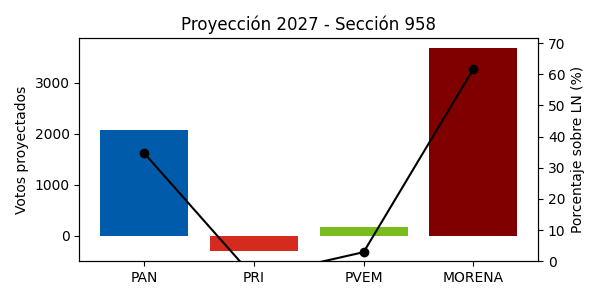 Proyección 2027 - Sección 958
Votos proyectados
3000
2000
1000
0
70
60
50
40
30
20
10
0
Porcentaje sobre LN (%)
PAN
PRI
PVEM
MORENA